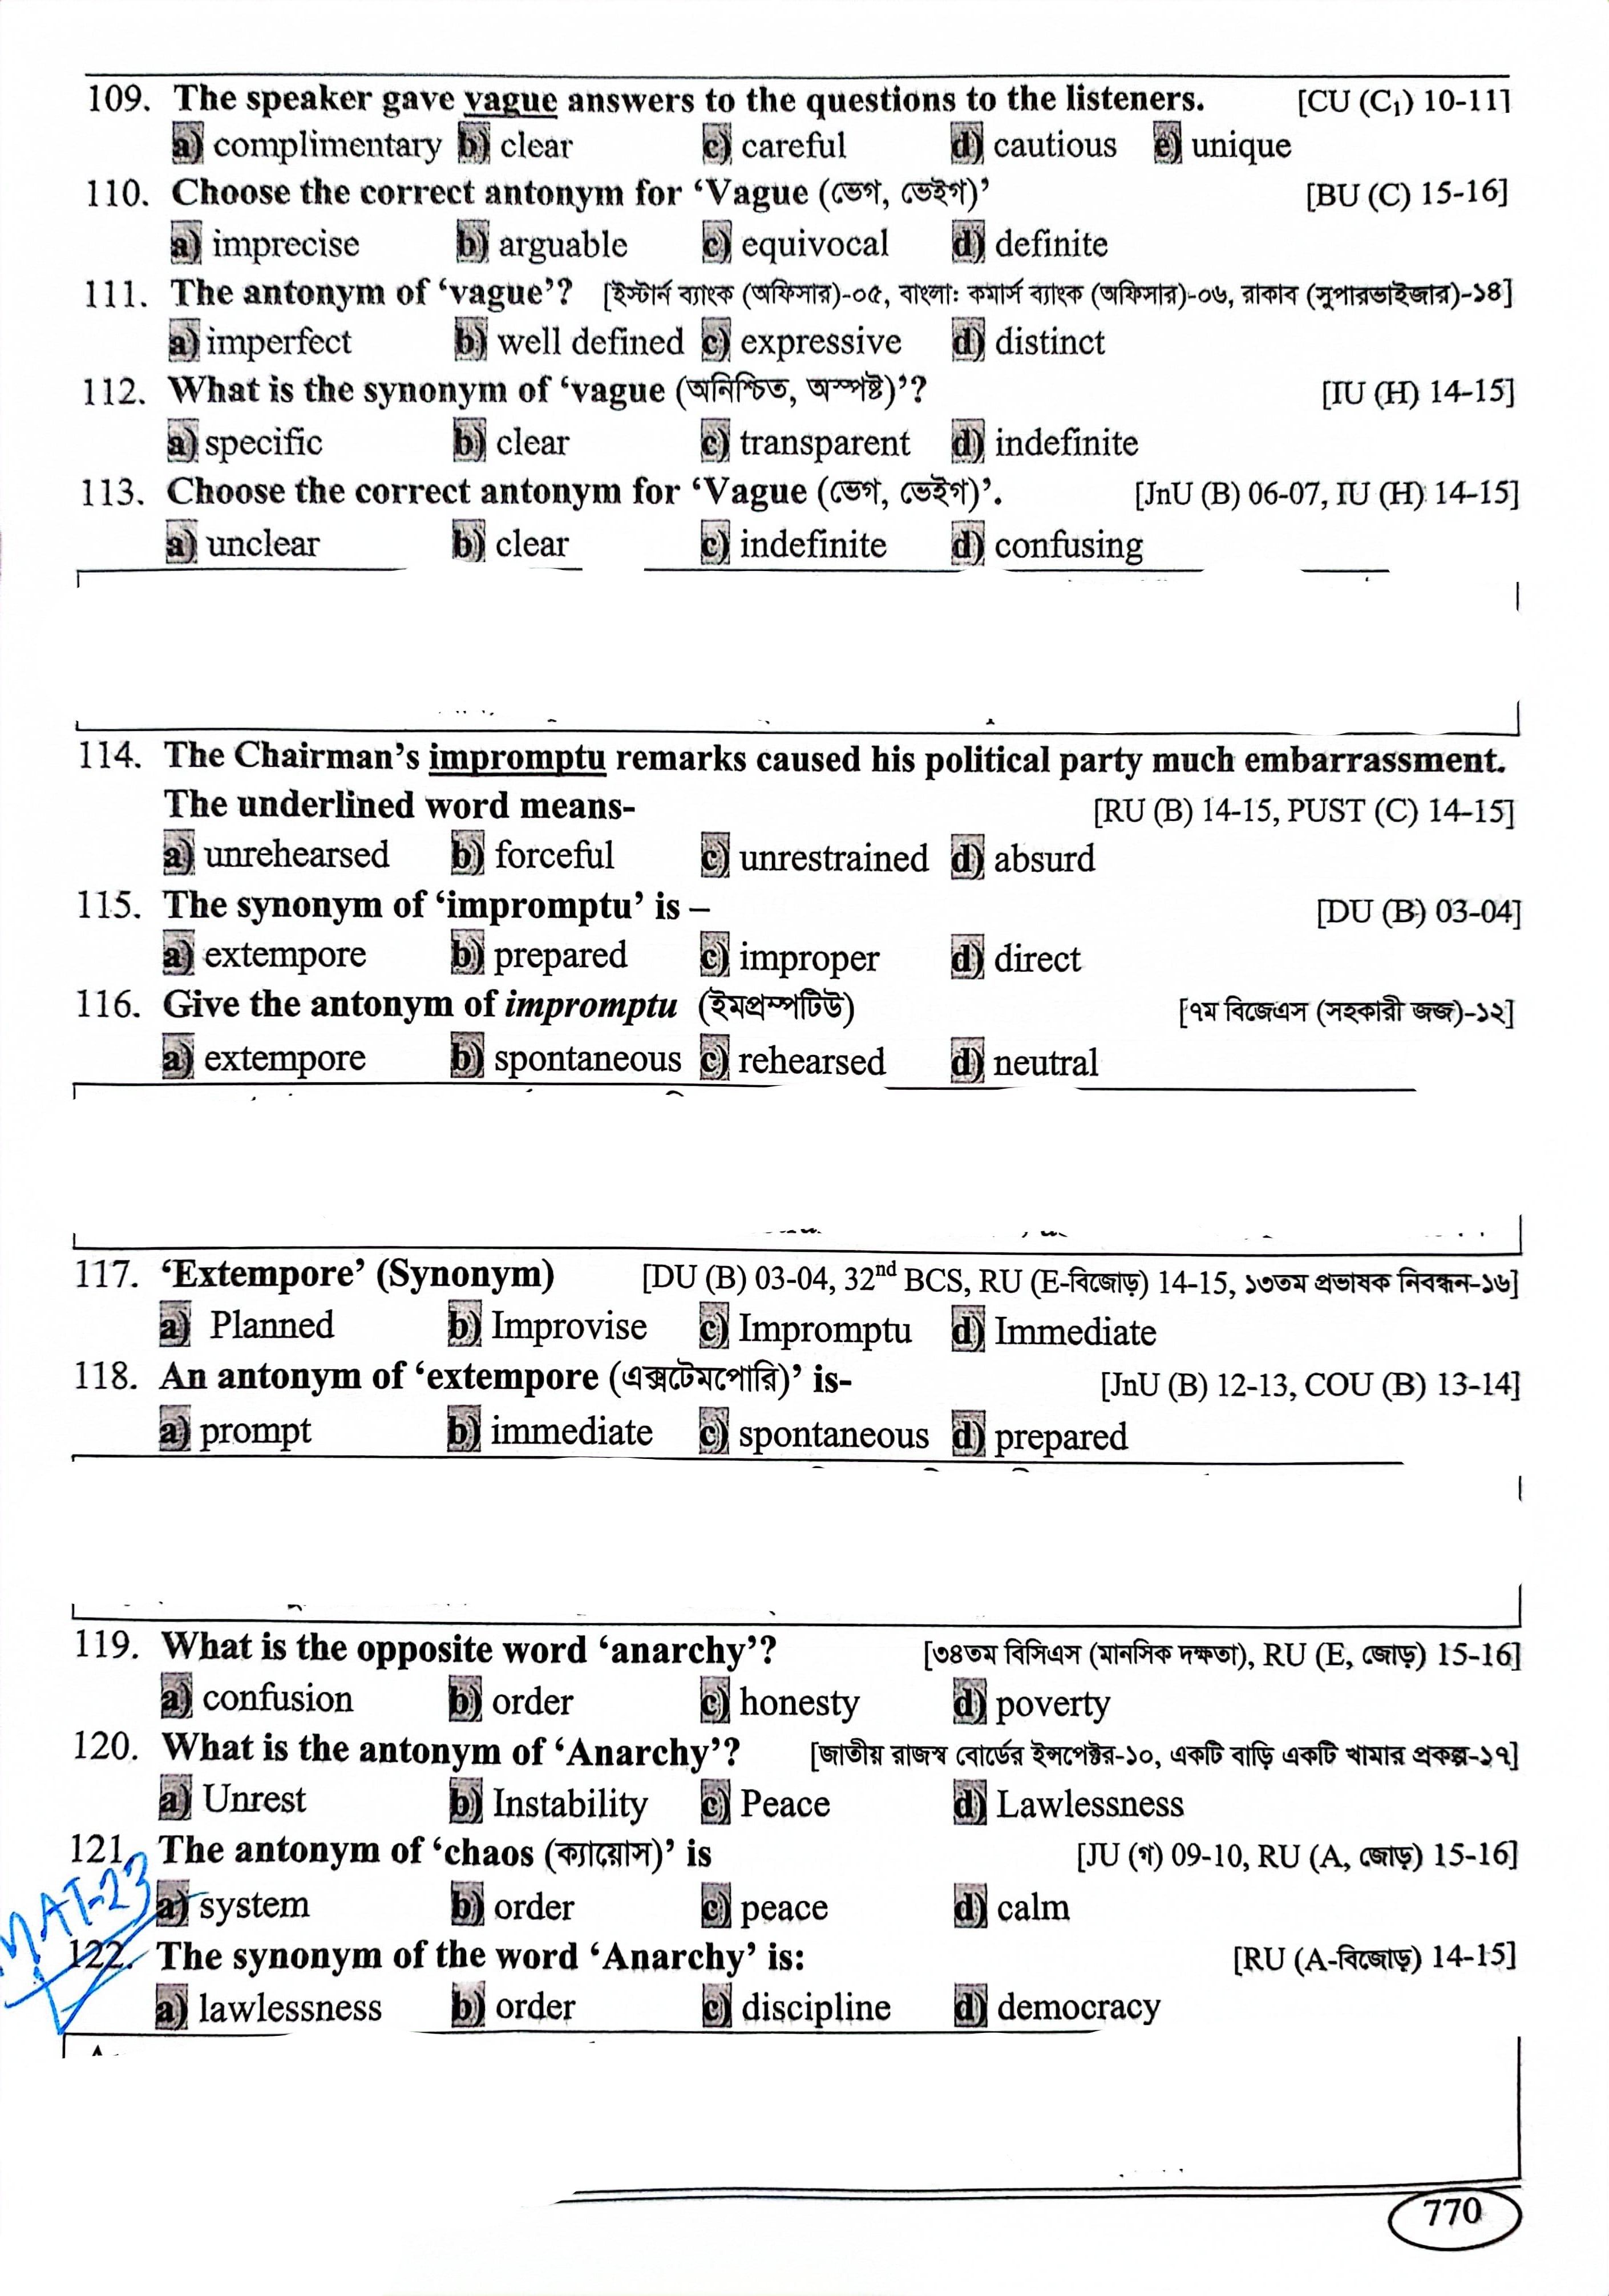 109. The speaker gave vague answers to the questions to the listeners. [CU (C₁) 10-11]
a) complimentary b) clear c) careful d) cautious e) unique
110. Choose the correct antonym for ‘Vague (ভেগ, ভেইগ)’ [BU (C) 15-16]
a) imprecise b) arguable c) equivocal d) definite
111. The antonym of ‘vague’? [ইস্টার্ন ব্যাংক (অফিসার)-০৫, বাংলাঃ কমার্স ব্যাংক (অফিসার)-০৬, রাকাব (সুপারভাইজার)-১৪]
a) imperfect b) well defined c) expressive d) distinct
112. What is the synonym of ‘vague (অনিশ্চিত, অস্পষ্ট)’? [IU (H) 14-15]
a) specific b) clear c) transparent d) indefinite
113. Choose the correct antonym for ‘Vague (ভেগ, ভেইগ)’. [JnU (B) 06-07, IU (H) 14-15]
a) unclear b) clear c) indefinite d) confusing
114. The Chairman’s impromptu remarks caused his political party much embarrassment.
The underlined word means- [RU (B) 14-15, PUST (C) 14-15]
a) unrehearsed b) forceful c) unrestrained d) absurd
115. The synonym of ‘impromptu’ is – [DU (B) 03-04]
a) extempore b) prepared c) improper d) direct
116. Give the antonym of impromptu (ইমপ্রম্পটিউ) [৭ম বিজেএস (সহকারী জজ)-১২]
a) extempore b) spontaneous c) rehearsed d) neutral
117. ‘Extempore’ (Synonym) [DU (B) 03-04, 32nd BCS, RU (E-বিজোড়) 14-15, ১৩তম প্রভাষক নিবন্ধন-১৬]
a) Planned b) Improvise c) Impromptu d) Immediate
118. An antonym of ‘extempore (এক্সটেমপোরি)’ is- [JnU (B) 12-13, COU (B) 13-14]
a) prompt b) immediate c) spontaneous d) prepared
119. What is the opposite word ‘anarchy’? [৩৪তম বিসিএস (মানসিক দক্ষতা), RU (E, জোড়) 15-16]
a) confusion b) order c) honesty d) poverty
120. What is the antonym of ‘Anarchy’? [জাতীয় রাজস্ব বোর্ডের ইন্সপেক্টর-১০, একটি বাড়ি একটি খামার প্রকল্প-১৭]
a) Unrest b) Instability c) Peace d) Lawlessness
121. The antonym of ‘chaos (ক্যায়োস)’ is [JU (গ) 09-10, RU (A, জোড়) 15-16]
MAT-23
a) system b) order c) peace d) calm
122. The synonym of the word ‘Anarchy’ is: [RU (A-বিজোড়) 14-15]
a) lawlessness b) order c) discipline d) democracy
770